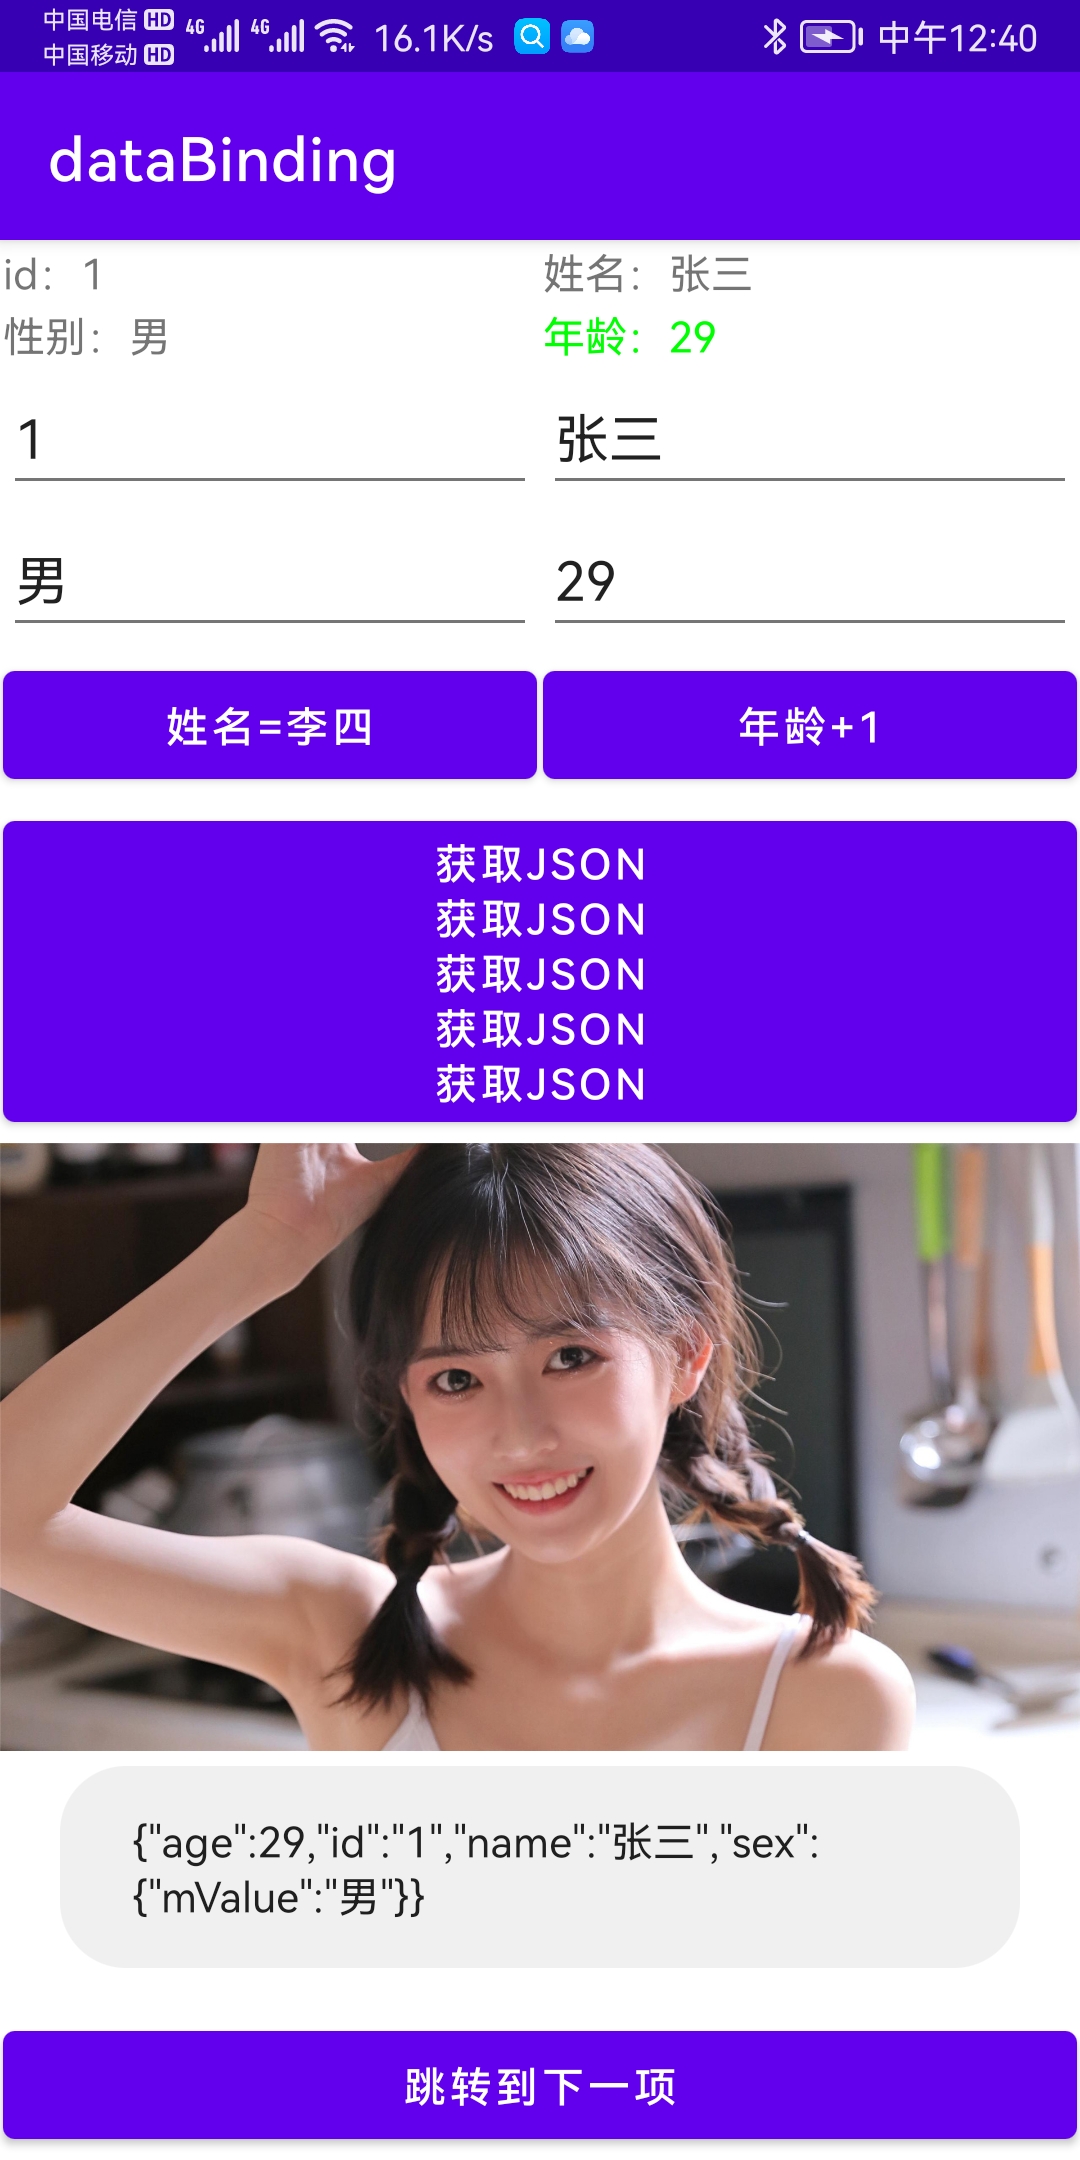 中国电信 HD 4G 4G 16.1K/s 中午12:40
中国移动 HD
dataBinding
id：1 姓名：张三
性别：男 年龄：29
1 张三
男 29
姓名=李四 年龄+1
获取JSON
获取JSON
获取JSON
获取JSON
获取JSON
{"age":29,"id":"1","name":"张三","sex":
{"mValue":"男"}}
跳转到下一项